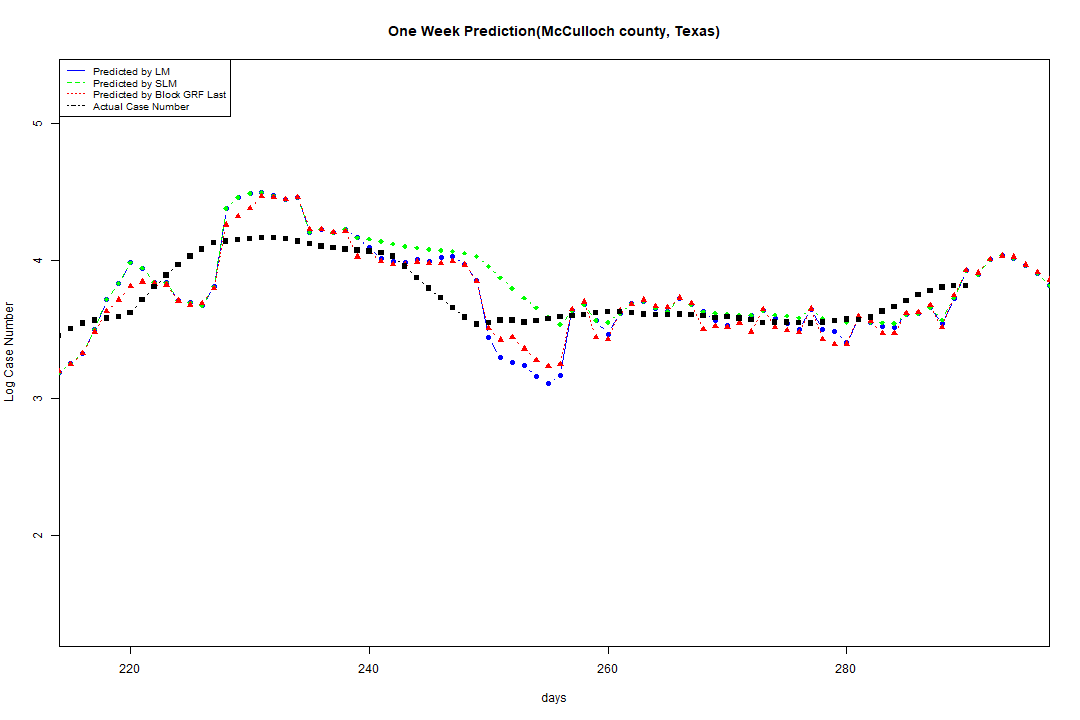 One Week Prediction(McCulloch county, Texas)
Predicted by LM
Predicted by SLM
Predicted by Block GRF Last
Actual Case Number
5
4
3
2
Log Case Number
220 240 260 280
days